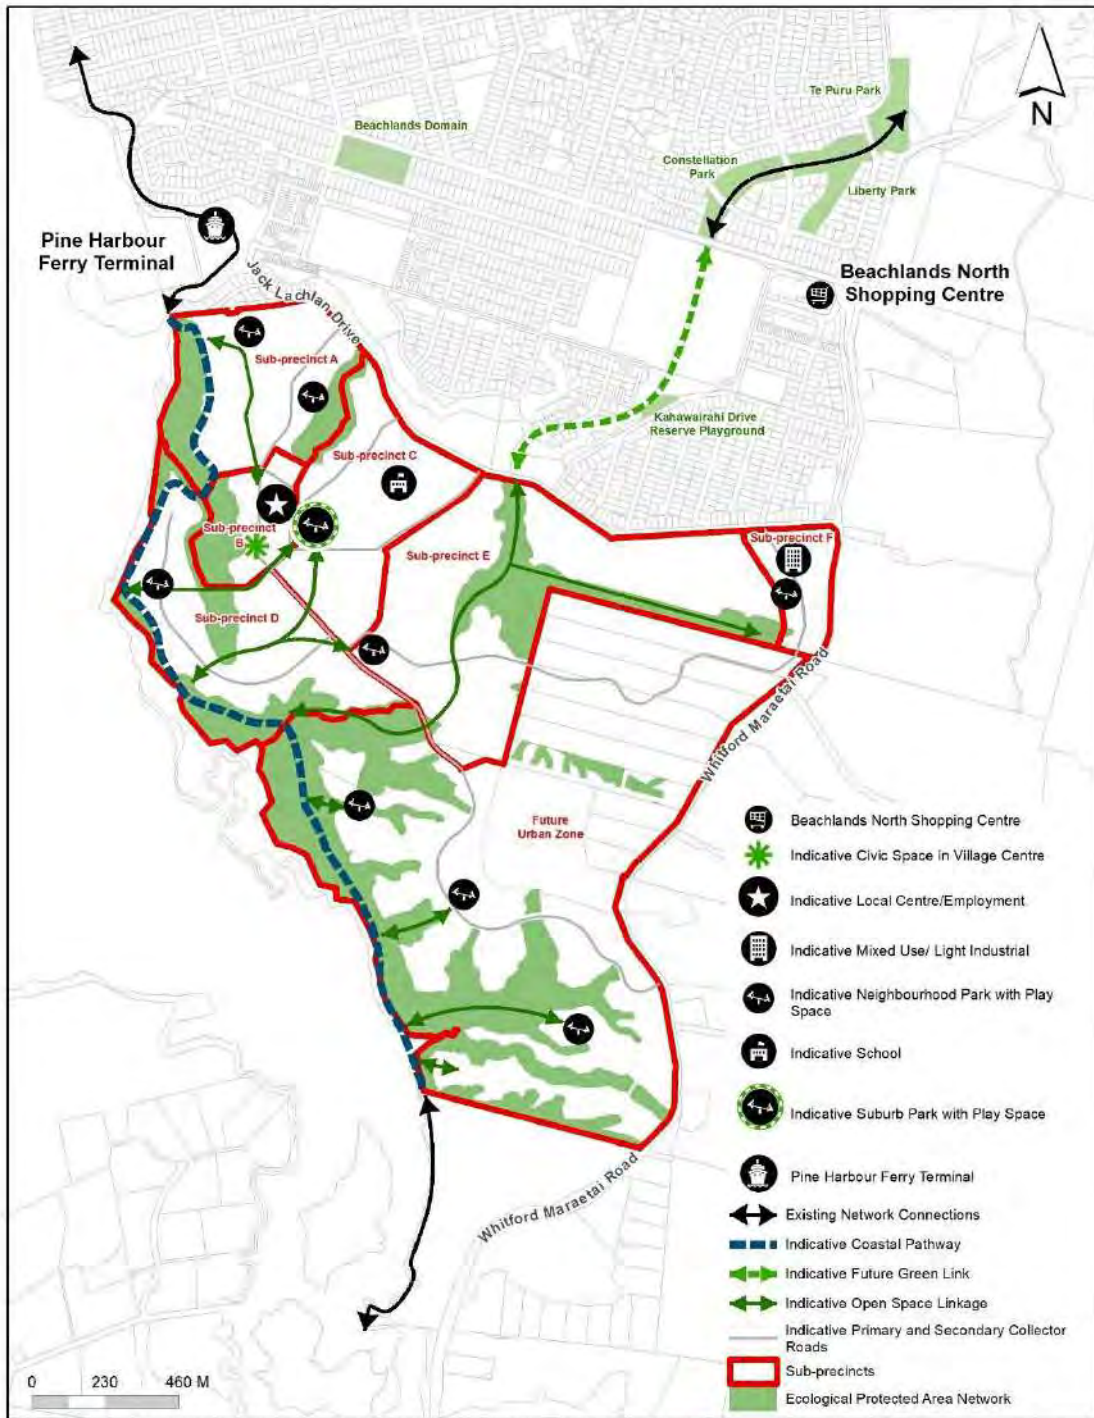 Te Puru Park
N
Beachlands Domain
Constellation
Park
Liberty Park
Pine Harbour
Ferry Terminal
Beachlands North
Shopping Centre
Jack Lachlan Drive
Sub-precinct A
Kahawairahi Drive
Reserve Playground
Sub-precinct C
Sub-precinct
B
Sub-precinct E
Sub-precinct F
Sub-precinct D
Whitford Maraetai Road
Future
Urban Zone
Beachlands North Shopping Centre
Indicative Civic Space in Village Centre
Indicative Local Centre/Employment
Indicative Mixed Use/ Light Industrial
Indicative Neighbourhood Park with Play
Space
Indicative School
Indicative Suburb Park with Play Space
Pine Harbour Ferry Terminal
Whitford Maraetai Road
Existing Network Connections
Indicative Coastal Pathway
Indicative Future Green Link
Indicative Open Space Linkage
Indicative Primary and Secondary Collector
Roads
Sub-precincts
Ecological Protected Area Network
0 230 460 M